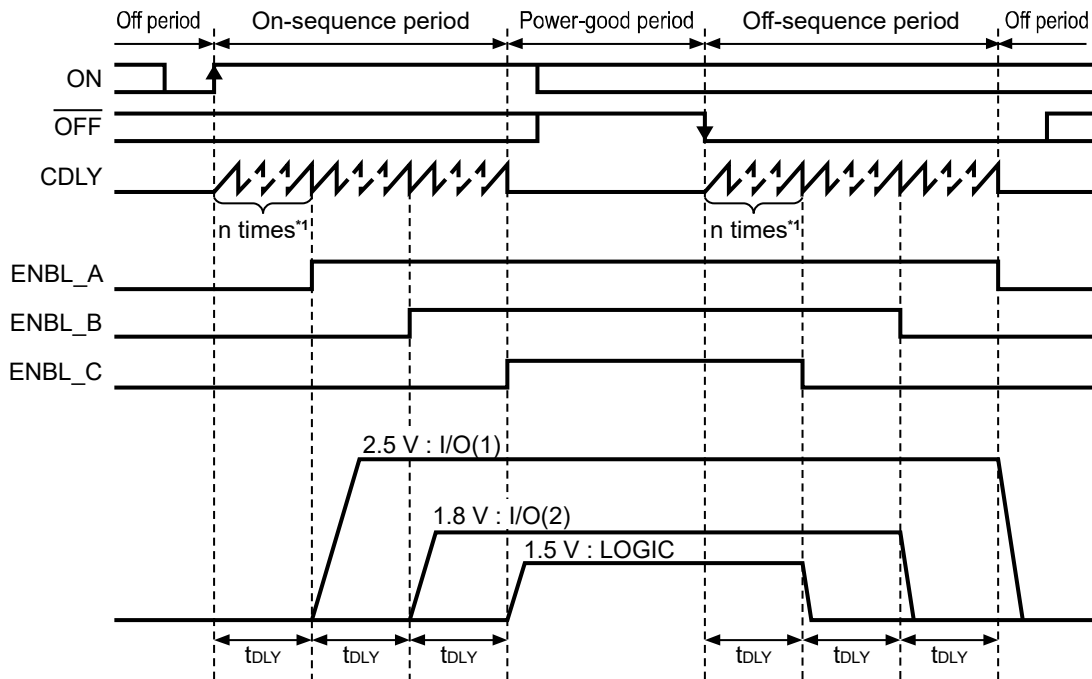 Off period On-sequence period Power-good period Off-sequence period Off period
ON
OFF
CDLY
n times*1 n times*1
ENBL_A
ENBL_B
ENBL_C
2.5 V : I/O(1)
1.8 V : I/O(2)
1.5 V : LOGIC
tDLY tDLY tDLY tDLY tDLY tDLY